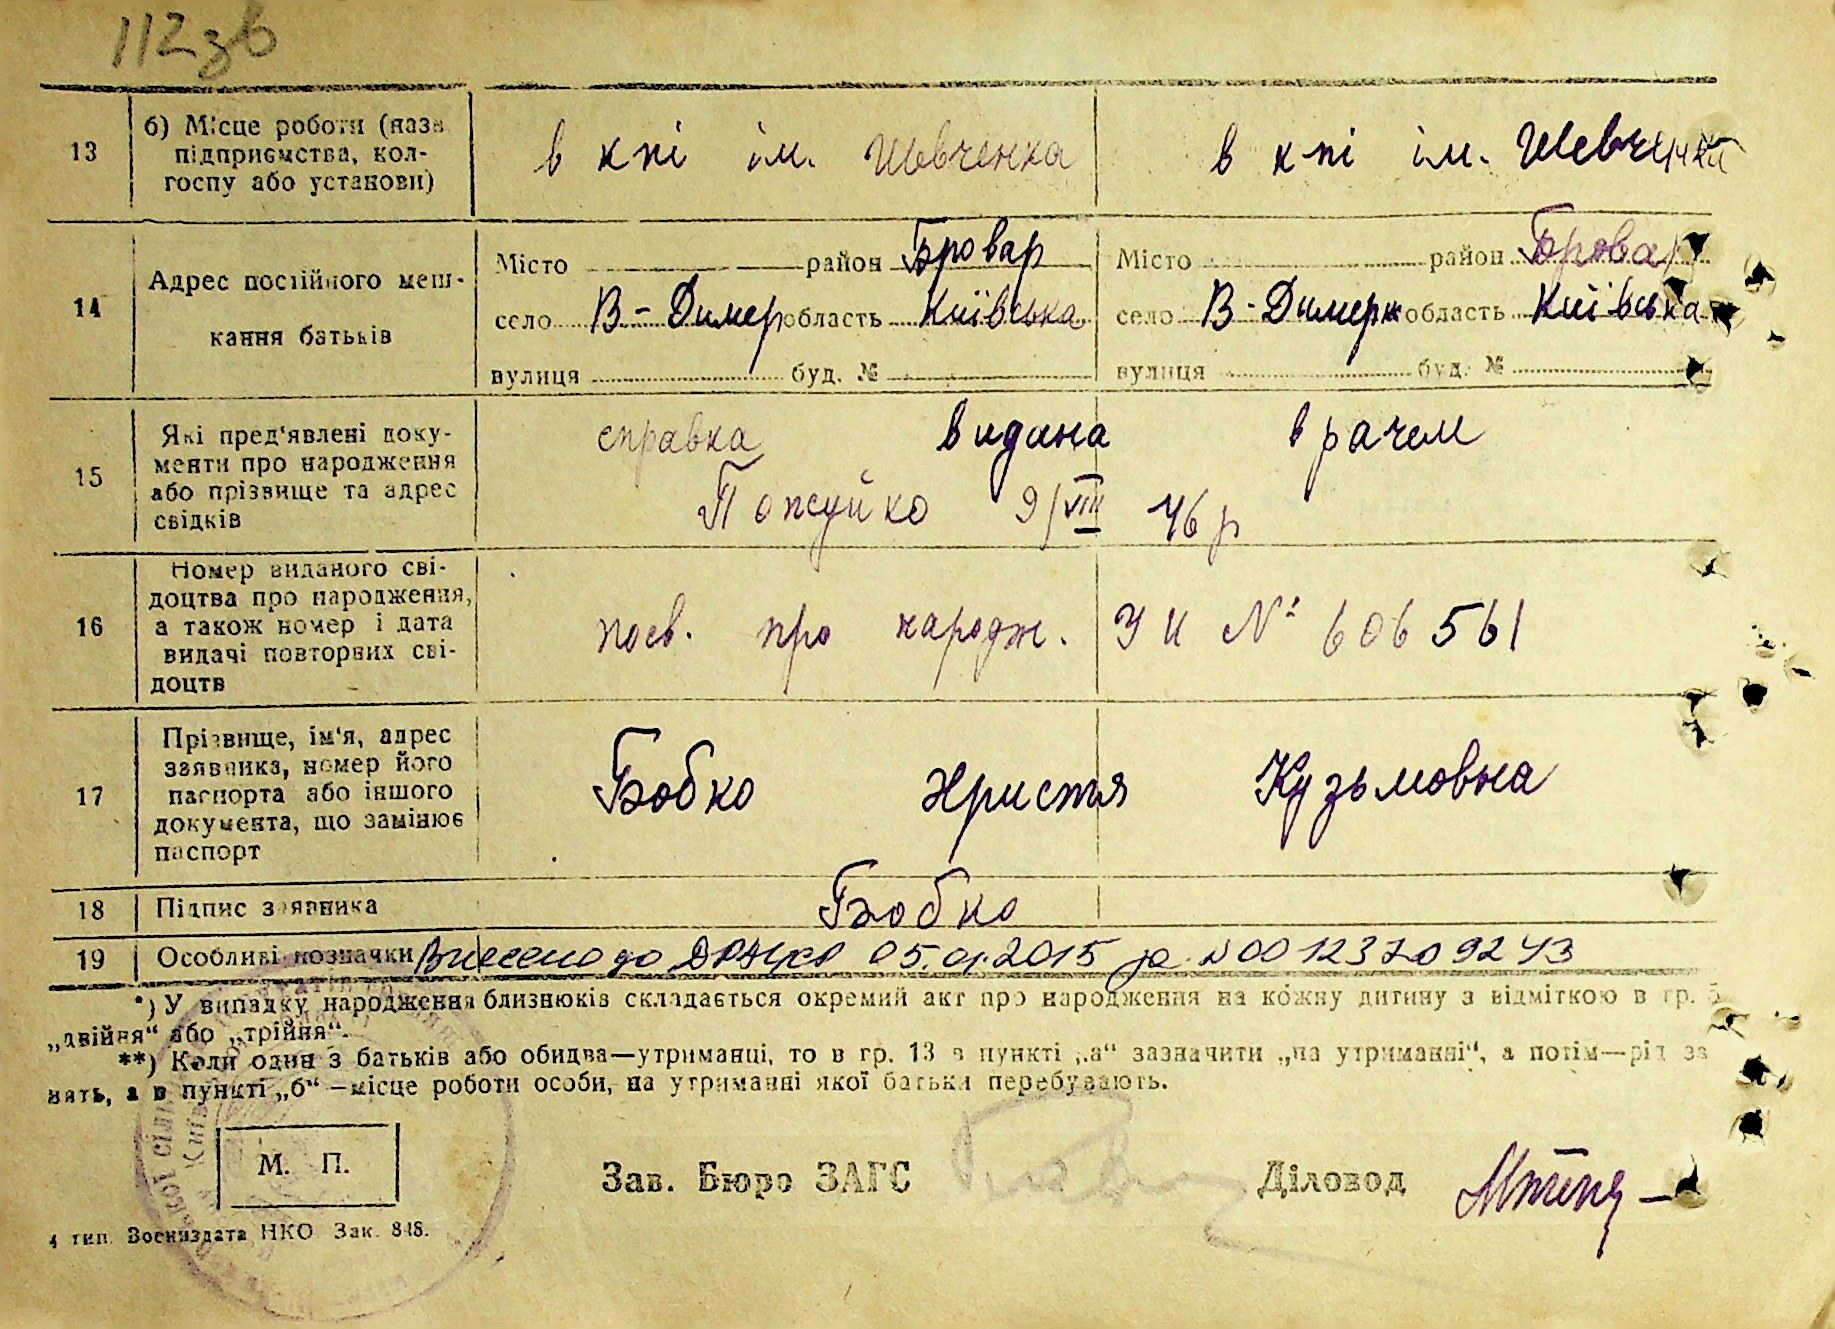 112зв
13 б) Місце роботи (назв підприємства, кол-госпу або установи) в кпі ім. Шевченка в кпі ім. Шевченка
14 Адрес постійного меш-кання батьків
Місто район Бровар Місто район Бровар
село В-Димер область Київська село В-Димерк область Київська
вулиця буд. № вулиця буд. №
15 Які пред'явлені доку-
менти про народження
або прізвище та адрес
свідків
справка видана врачем
9/VIII 46 р
16 Номер виданого сві-
доцтва про народження,
а також номер і дата
видачі повторних сві-
доцтв
посв. про народж. УИ № 606561
17 Прізвище, ім'я, адрес
заявника, номер його
паспорта або іншого
документа, що замінює
паспорт
Бобко Христя Кузьмовна
18 Підпис заявника Бобко
19 Особливі позначки Внесено до ДРАЦС 05.01.2015 за №00123709243
*) У випадку народження близнюків складається окремий акт про народження на кожну дитину з відміткою в гр. 5
„двійня“ або „трійня“.
**) Коли один з батьків або обидва—утриманці, то в гр. 13 в пункті „а“ зазначити „на утриманні“, а потім—рід за
нять, а в пункті „б“ —місце роботи особи, на утриманні якої батьки перебувають.
М. П.
Зав. Бюро ЗАГС Діловод
4 тип. Воениздата НКО Зак. 848.